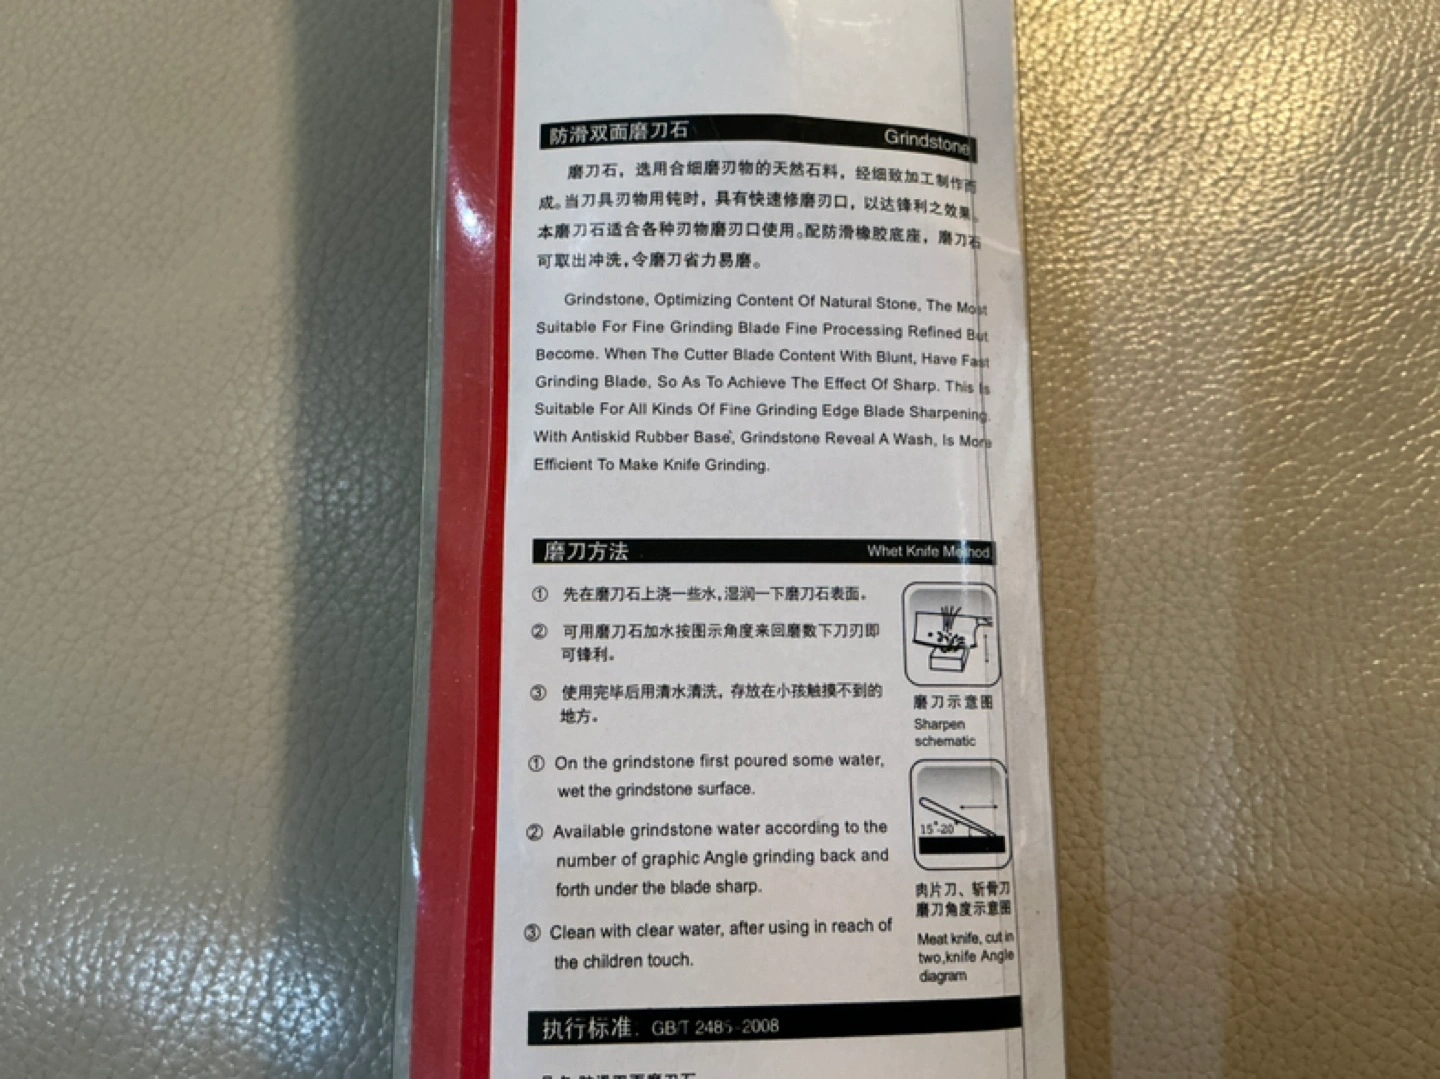 防滑双面磨刀石 Grindstone
磨刀石，选用合细磨刃物的天然石料，经细致加工制作而
成。当刀具刃物用钝时，具有快速修磨刃口，以达锋利之效果。
本磨刀石适合各种刃物磨刃口使用。配防滑橡胶底座，磨刀石
可取出冲洗，令磨刀省力易磨。
Grindstone, Optimizing Content Of Natural Stone, The Most
Suitable For Fine Grinding Blade Fine Processing Refined But
Become. When The Cutter Blade Content With Blunt, Have Fast
Grinding Blade, So As To Achieve The Effect Of Sharp. This Is
Suitable For All Kinds Of Fine Grinding Edge Blade Sharpening.
With Antiskid Rubber Base, Grindstone Reveal A Wash, Is More
Efficient To Make Knife Grinding.
磨刀方法 Whet Knife Method
① 先在磨刀石上浇一些水，湿润一下磨刀石表面。
② 可用磨刀石加水按图示角度来回磨数下刀刃即
可锋利。
③ 使用完毕后用清水清洗，存放在小孩触摸不到的
地方。
磨刀示意图
Sharpen
schematic
① On the grindstone first poured some water,
wet the grindstone surface.
② Available grindstone water according to the
number of graphic Angle grinding back and
forth under the blade sharp.
③ Clean with clear water, after using in reach of
the children touch.
15°-20°
肉片刀、斩骨刀
磨刀角度示意图
Meat knife, cut in
two,knife Angle
diagram
执行标准. GB/T 2485-2008
防滑双面磨刀石